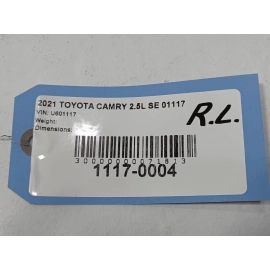 2021 TOYOTA CAMRY 2.5L SE 01117
VIN: U601117
Weight:
Dimensions:
R.L.
3000000071813
1117-0004